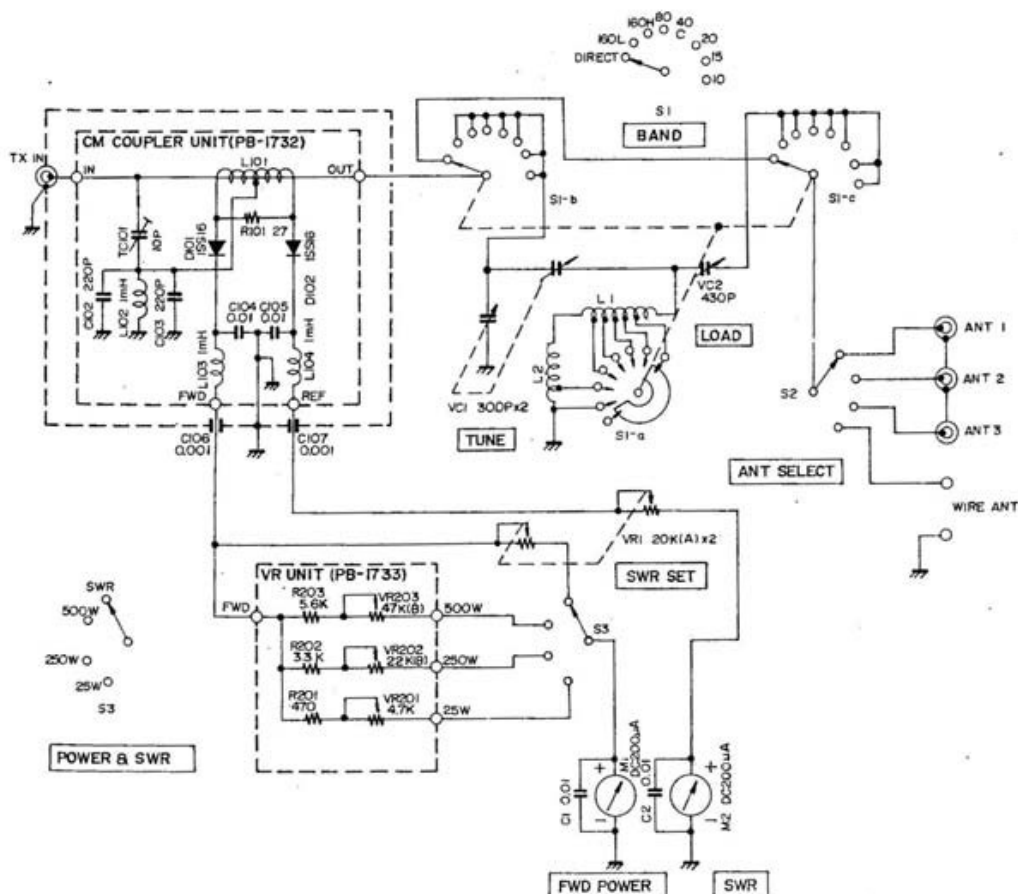 160L
160H
80
40
C
20
15
10
DIRECT
S1
BAND
CM COUPLER UNIT(PB-1732)
TX IN
IN
L101
OUT
S1-b
S1-c
TC101
10P
D101
1SS16
R101 27
1SS16
D102
C102 220P
L102 1mH
C103 220P
C104
0.01
C105
0.01
L103 1mH
L104 1mH
FWD
REF
C106
0.001
C107
0.001
VC2
430P
L1
LOAD
L2
VC1 300Px2
TUNE
S1-a
S2
ANT 1
ANT 2
ANT 3
ANT SELECT
WIRE ANT
VR1 20K(A)x2
SWR SET
VR UNIT (PB-1733)
FWD
R203
5.6K
VR203
47K(B)
500W
R202
3.3K
VR202
22K(B)
250W
R201
470
VR201
4.7K
25W
S3
SWR
500W
250W
25W
S3
POWER & SWR
C1 0.01
M1
DC200uA
+
–
C2 0.01
M2 DC200uA
+
–
FWD POWER
SWR